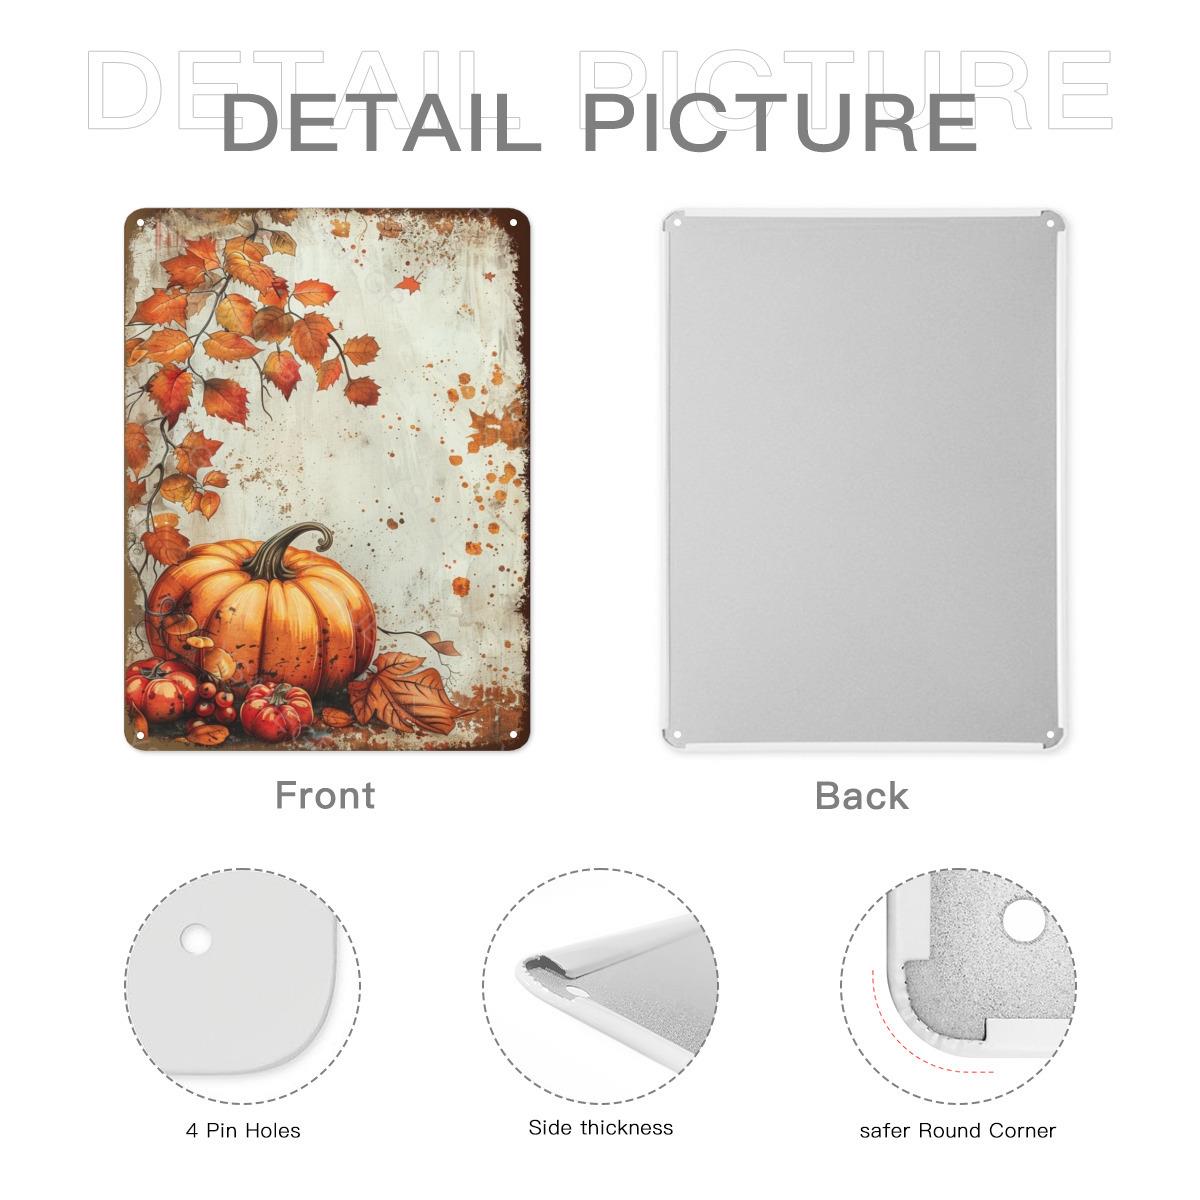 DETAIL PICTURE
DETAIL PICTURE
Front
Back
4 Pin Holes
Side thickness
safer Round Corner